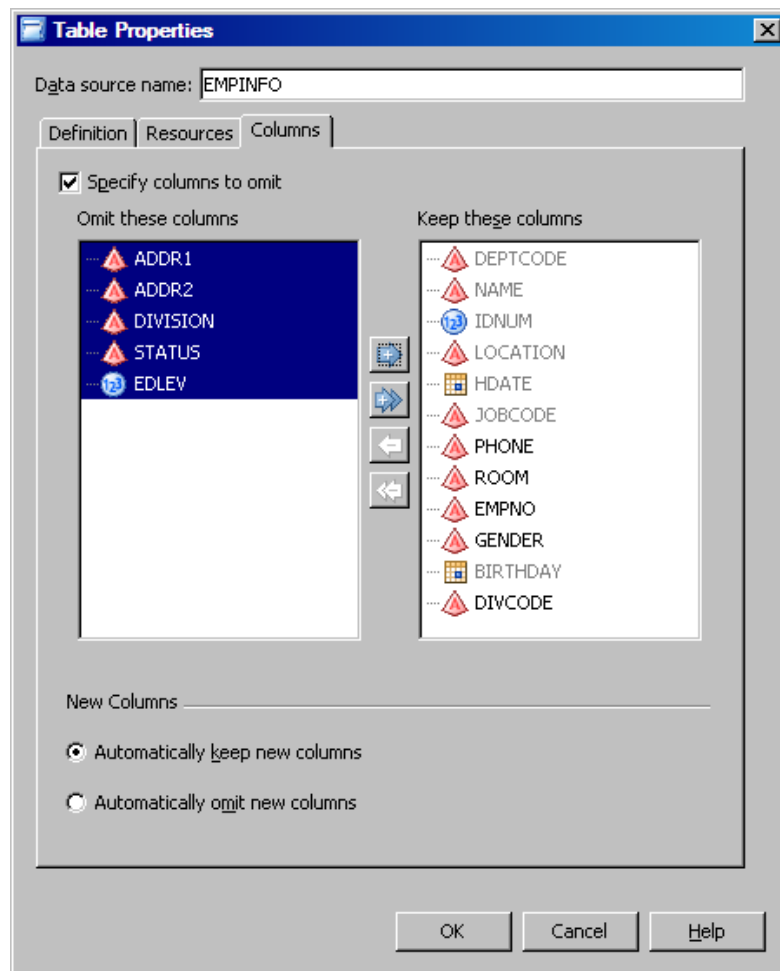 Table Properties
Data source name: EMPINFO
Definition Resources Columns
Specify columns to omit
Omit these columns
ADDR1
ADDR2
DIVISION
STATUS
EDLEV
Keep these columns
DEPTCODE
NAME
IDNUM
LOCATION
HDATE
JOBCODE
PHONE
ROOM
EMPNO
GENDER
BIRTHDAY
DIVCODE
New Columns
Automatically keep new columns
Automatically omit new columns
OK Cancel Help